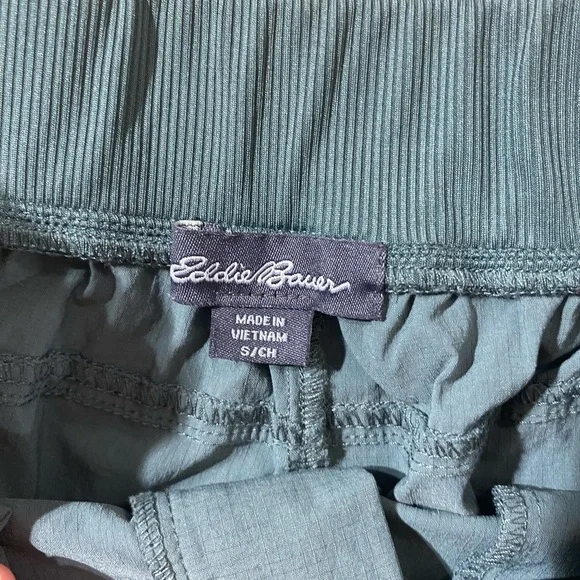 Eddie Bauer
MADE IN
VIETNAM
S/CH